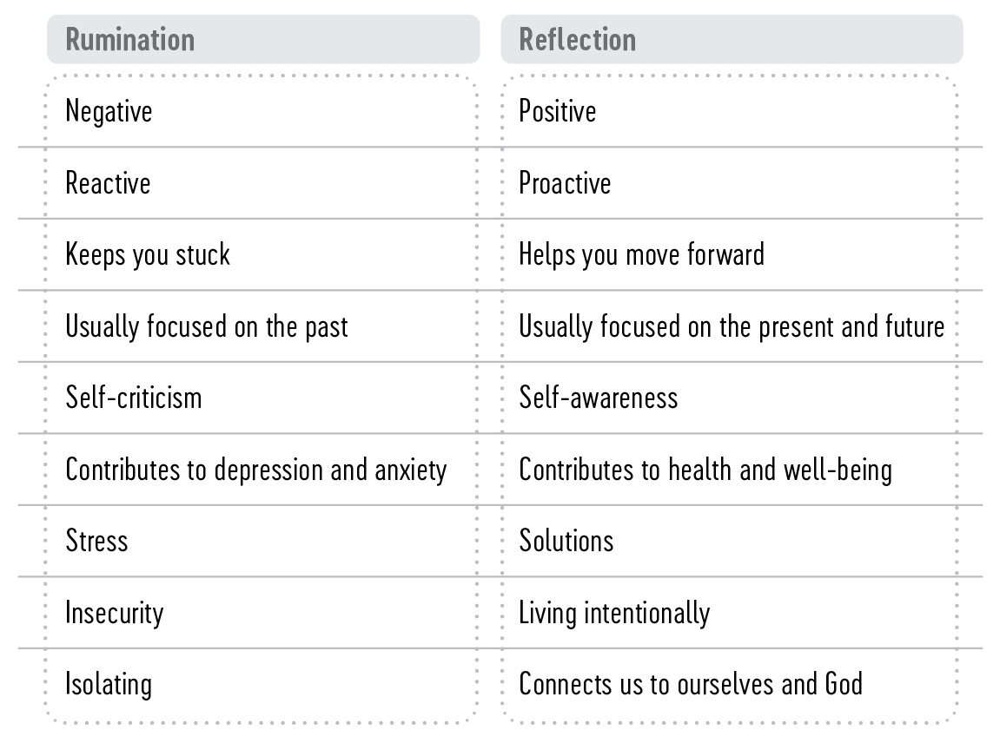 Rumination Reflection
Negative Positive
Reactive Proactive
Keeps you stuck Helps you move forward
Usually focused on the past Usually focused on the present and future
Self-criticism Self-awareness
Contributes to depression and anxiety Contributes to health and well-being
Stress Solutions
Insecurity Living intentionally
Isolating Connects us to ourselves and God